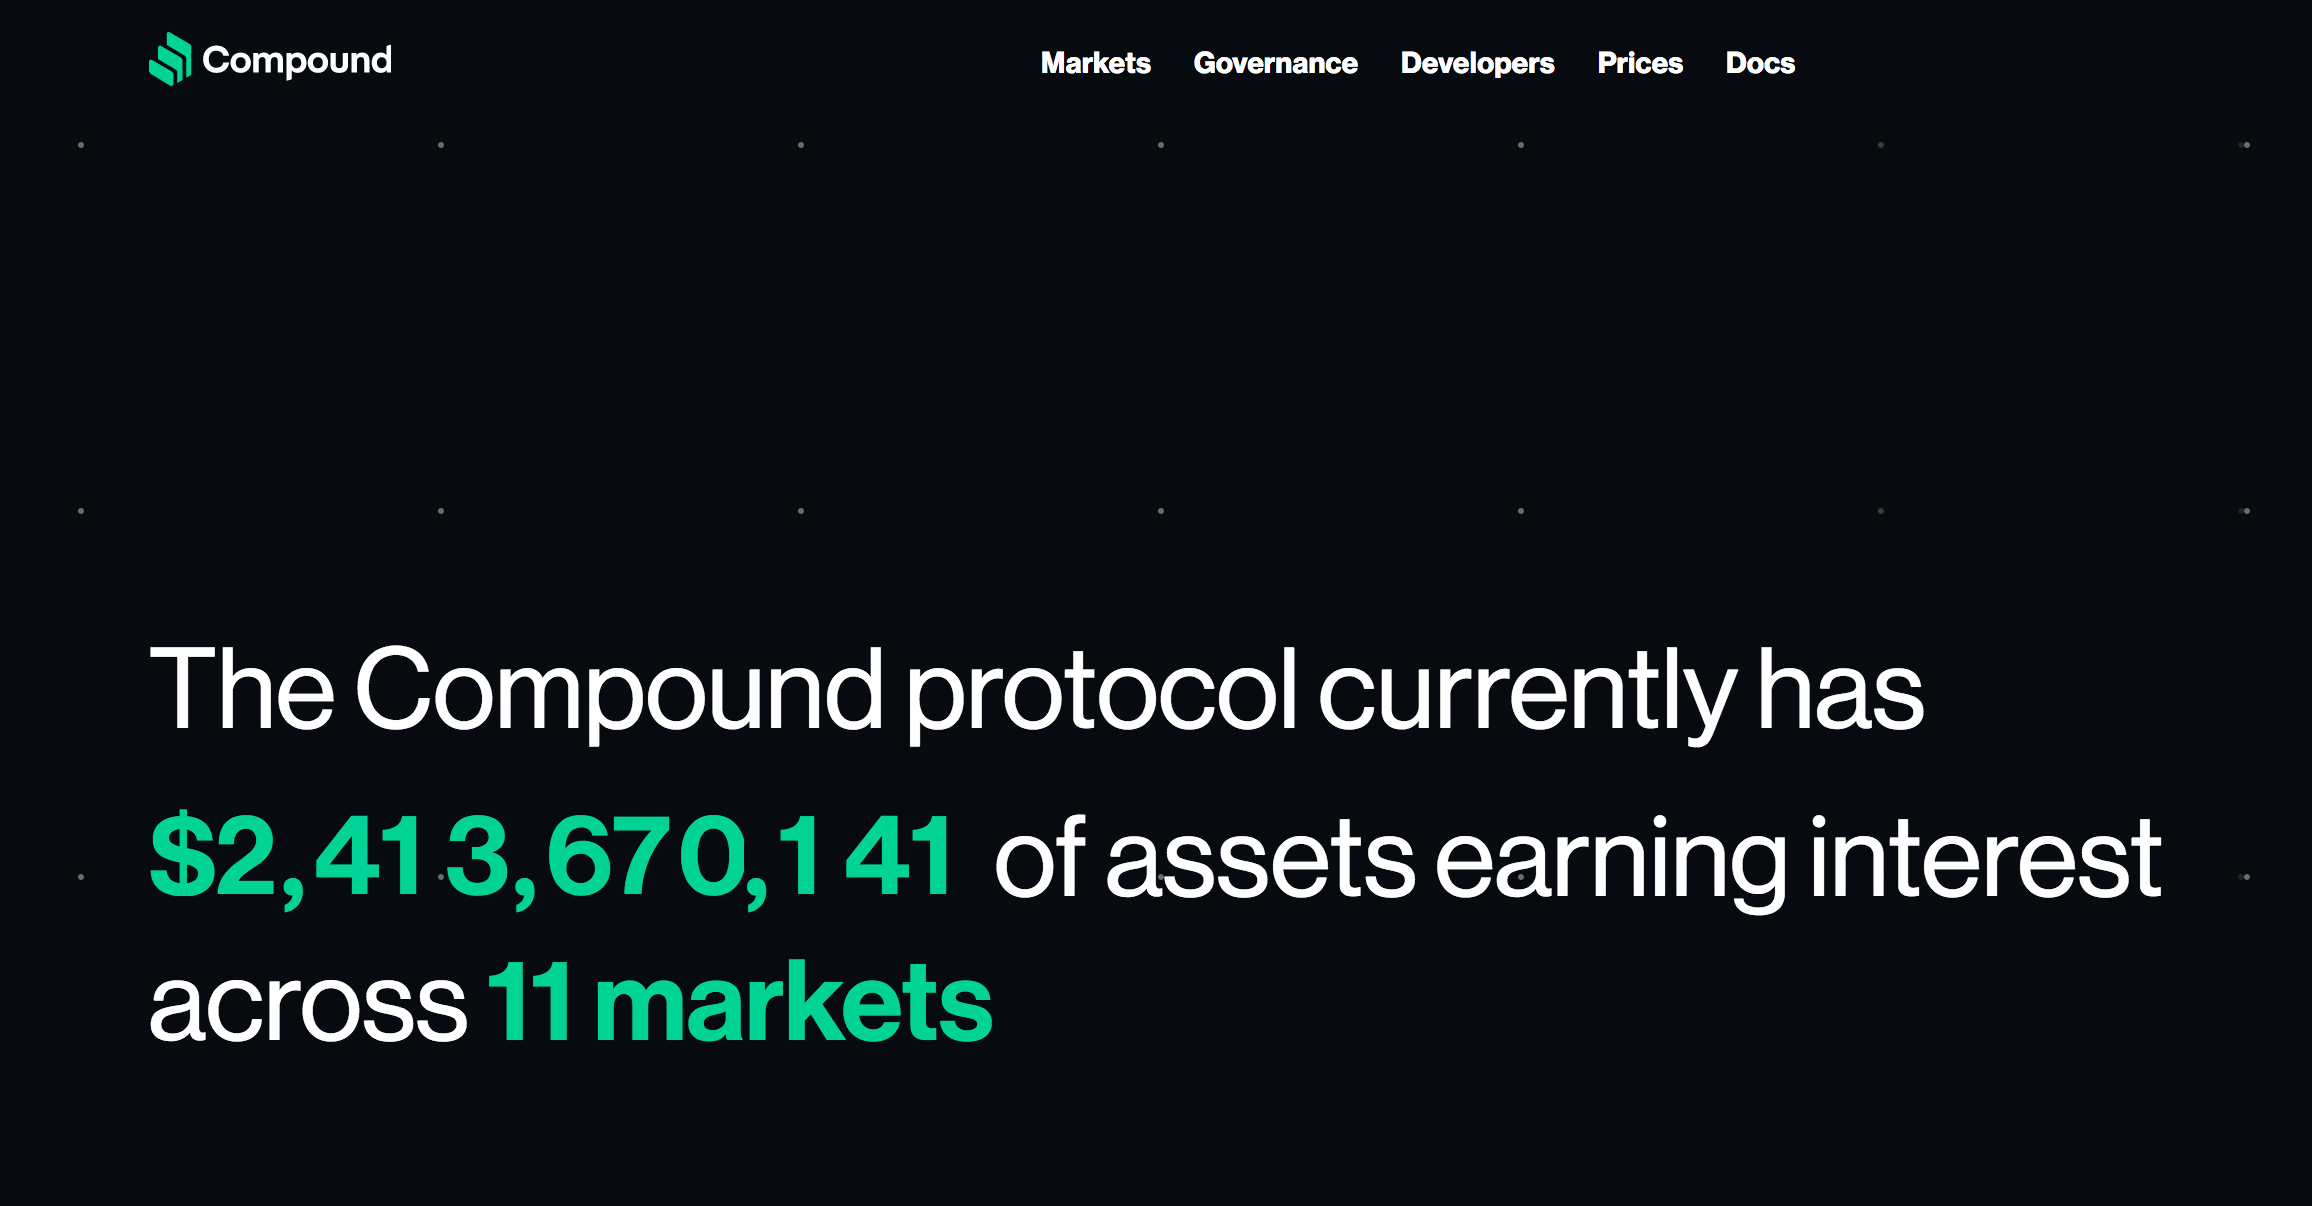 Compound
Markets Governance Developers Prices Docs
The Compound protocol currently has
$2,413,670,141 of assets earning interest
across 11 markets